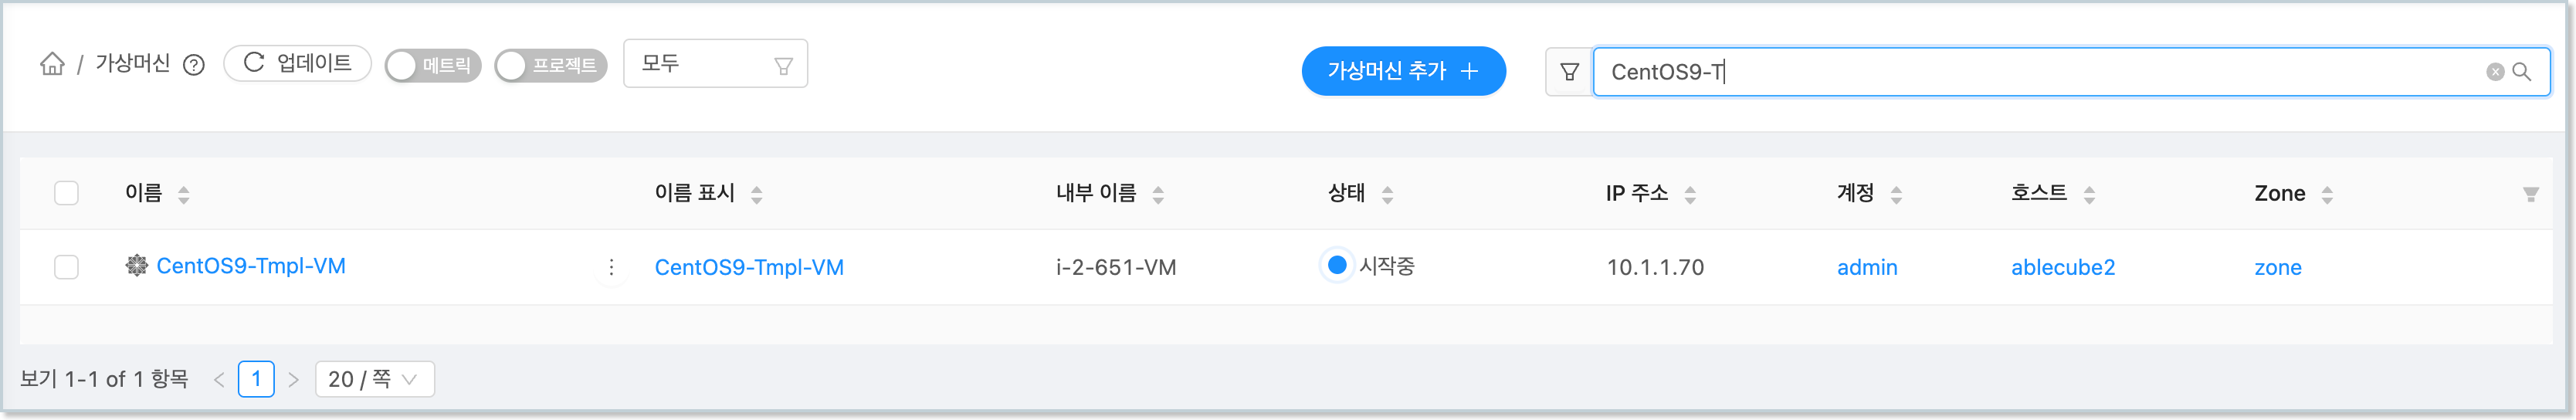 / 가상머신 업데이트 메트릭 프로젝트 모두 가상머신 추가 + CentOS9-T
이름 이름 표시 내부 이름 상태 IP 주소 계정 호스트 Zone
CentOS9-Tmpl-VM CentOS9-Tmpl-VM i-2-651-VM 시작중 10.1.1.70 admin ablecube2 zone
보기 1-1 of 1 항목 < 1 > 20 / 쪽